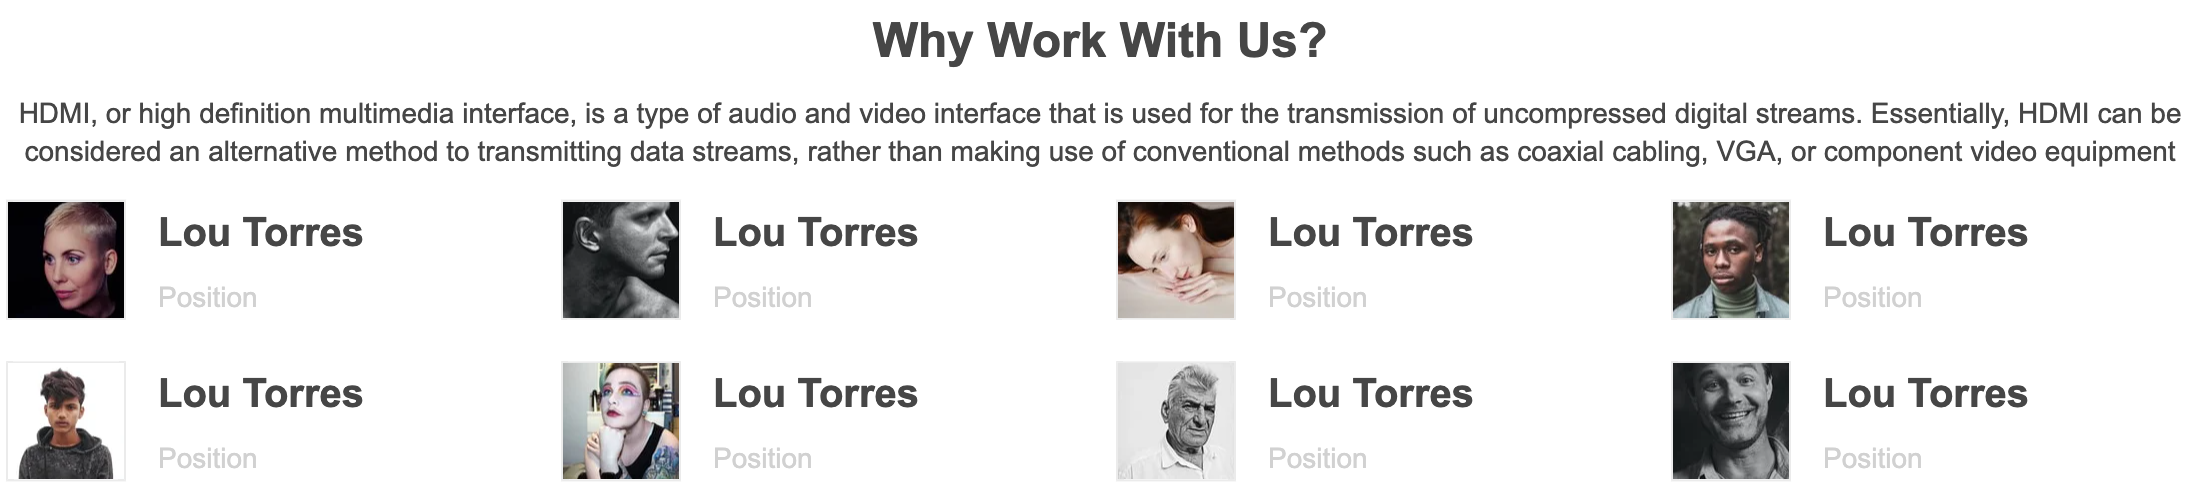 Why Work With Us?
HDMI, or high definition multimedia interface, is a type of audio and video interface that is used for the transmission of uncompressed digital streams. Essentially, HDMI can be
considered an alternative method to transmitting data streams, rather than making use of conventional methods such as coaxial cabling, VGA, or component video equipment
Lou Torres
Position
Lou Torres
Position
Lou Torres
Position
Lou Torres
Position
Lou Torres
Position
Lou Torres
Position
Lou Torres
Position
Lou Torres
Position